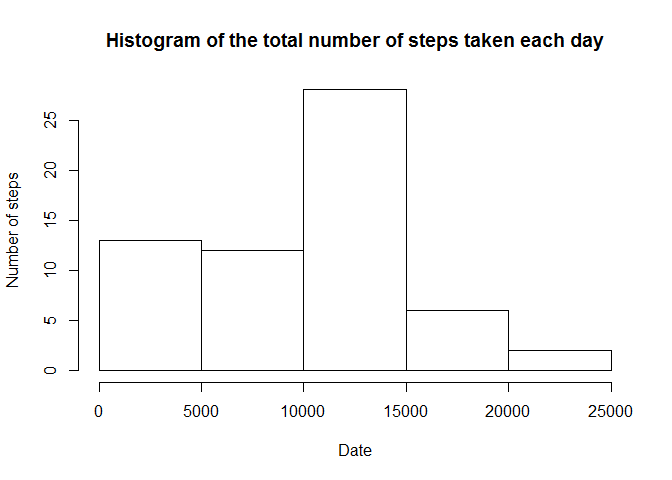 Histogram of the total number of steps taken each day
Number of steps
25
20
15
10
5
0
0 5000 10000 15000 20000 25000
Date